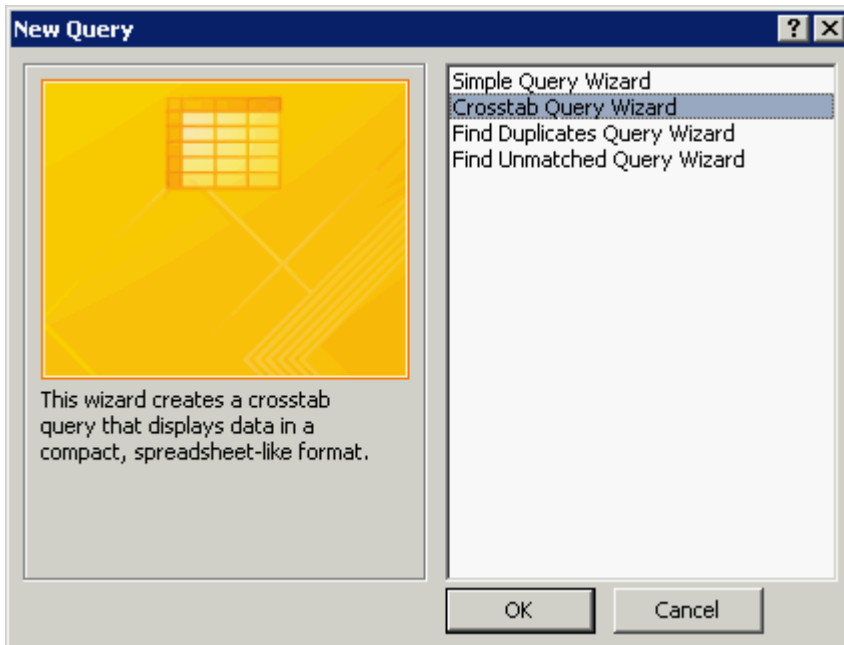 New Query
Simple Query Wizard
Crosstab Query Wizard
Find Duplicates Query Wizard
Find Unmatched Query Wizard
This wizard creates a crosstab
query that displays data in a
compact, spreadsheet-like format.
OK
Cancel